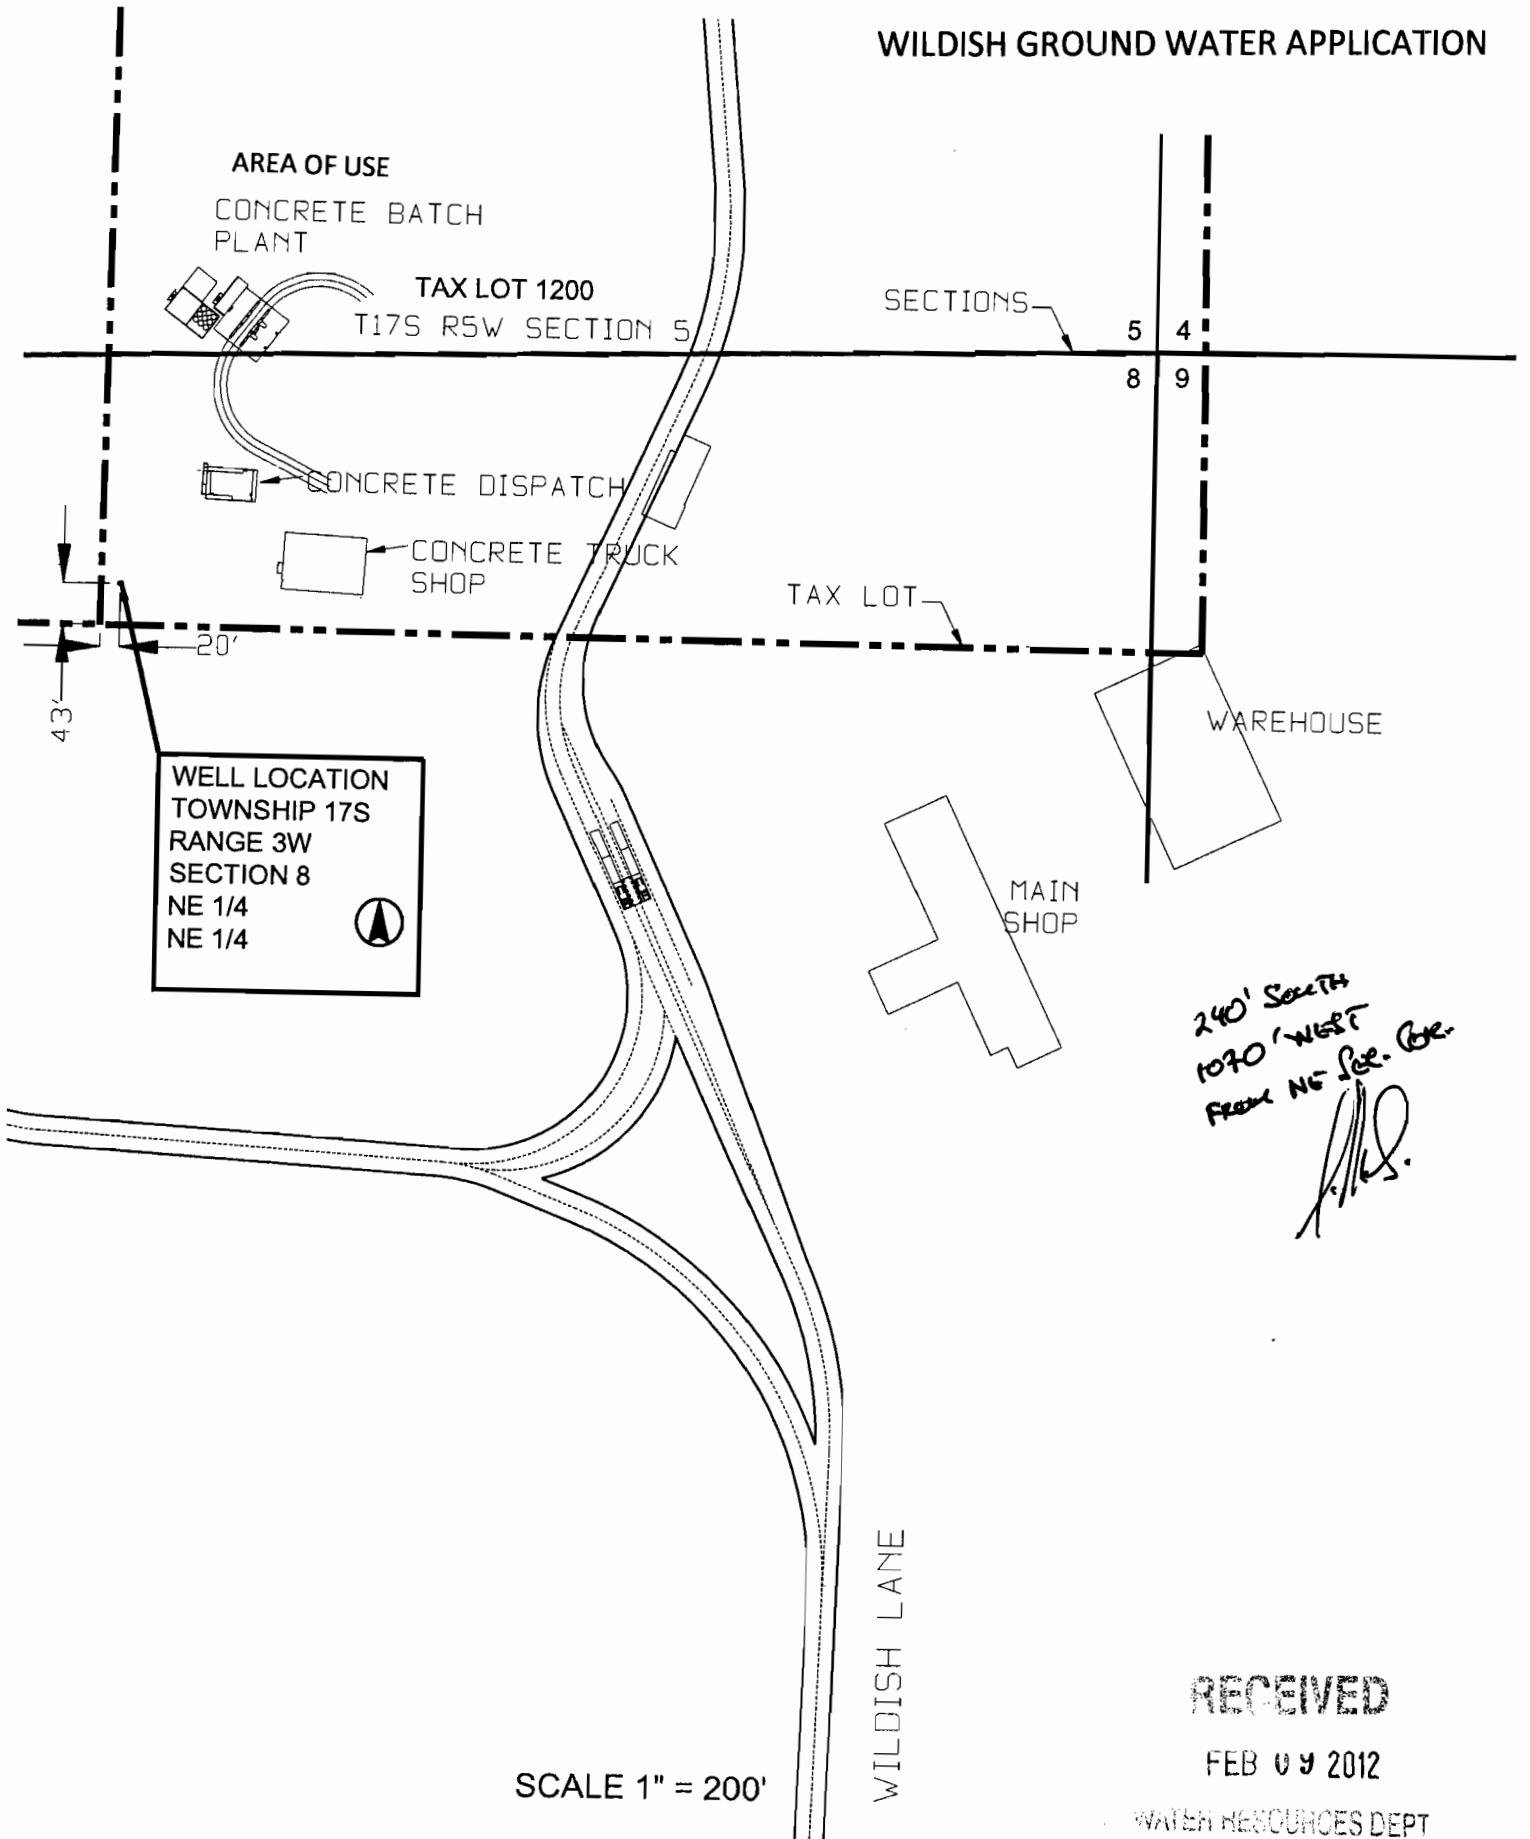 WILDISH GROUND WATER APPLICATION
AREA OF USE
CONCRETE BATCH
PLANT
TAX LOT 1200
T17S R5W SECTION 5
SECTIONS
5 4
8 9
CONCRETE DISPATCH
CONCRETE TRUCK
SHOP
TAX LOT
20'
43'
WAREHOUSE
WELL LOCATION
TOWNSHIP 17S
RANGE 3W
SECTION 8
NE 1/4
NE 1/4
MAIN
SHOP
240' SOUTH
1070' WEST
FROM NE SEC. COR.
WILDISH LANE
SCALE 1" = 200'
RECEIVED
FEB 09 2012
WATER RESOURCES DEPT